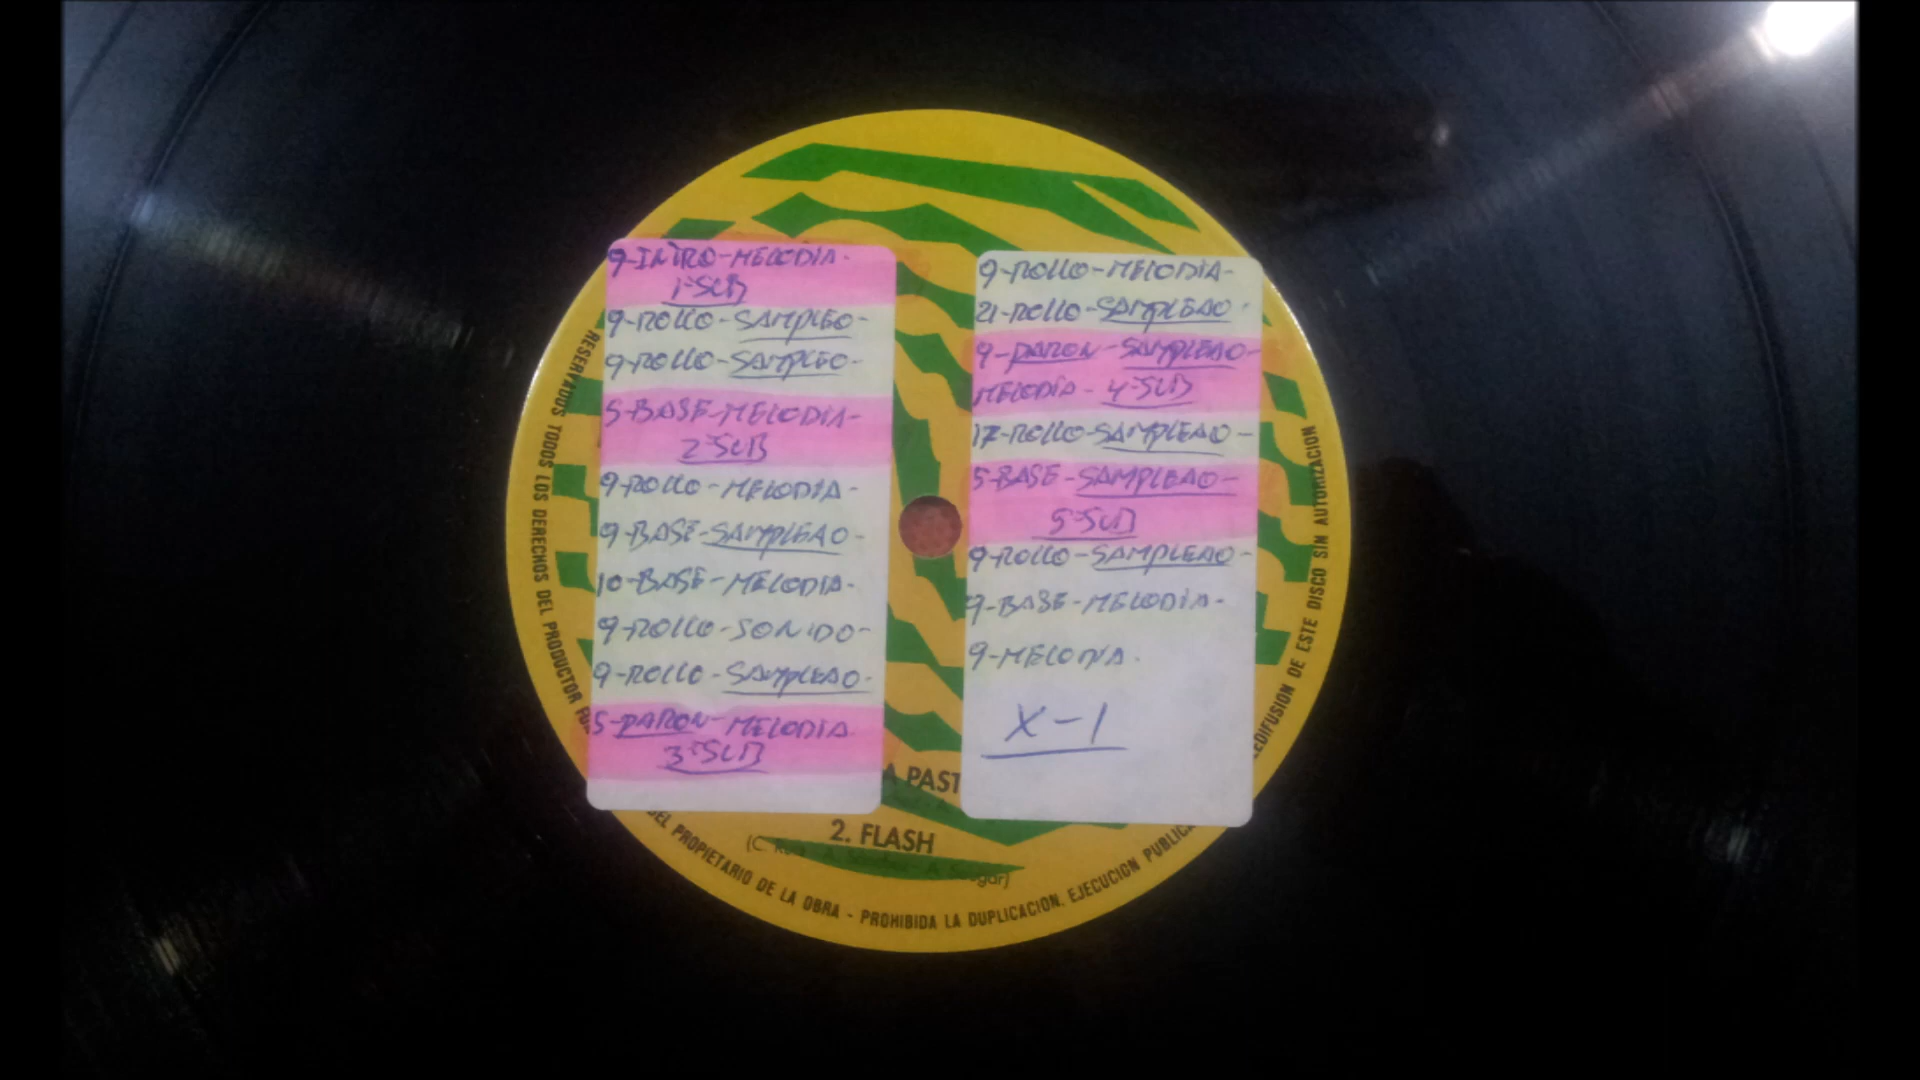 9-INTRO-MELODIA-
1-SUB
9-ROLLO-SAMPLEO-
9-ROLLO-SAMPLEO-
5-BASE-MELODIA-
2-SUB
9-ROLLO-MELODIA-
9-BASE-SAMPLEAO-
10-BASE-MELODIA-
9-ROLLO-SONIDO-
9-ROLLO-SAMPLEAO-
5-PARON-MELODIA
3-SUB
9-ROLLO-MELODIA-
21-ROLLO-SAMPLEAO-
9-PARON-SAMPLEAO-
MELODIA-4-SUB
17-ROLLO-SAMPLEAO-
5-BASE-SAMPLEAO-
5-SUB
9-ROLLO-SAMPLEAO-
9-BASE-MELODIA-
9-MELODIA-
X-1
A PAST
2. FLASH
RESERVADOS TODOS LOS DERECHOS DEL PRODUCTOR
DEL PROPIETARIO DE LA OBRA - PROHIBIDA LA DUPLICACION, EJECUCION PUBLICA
REDIFUSION DE ESTE DISCO SIN AUTORIZACION